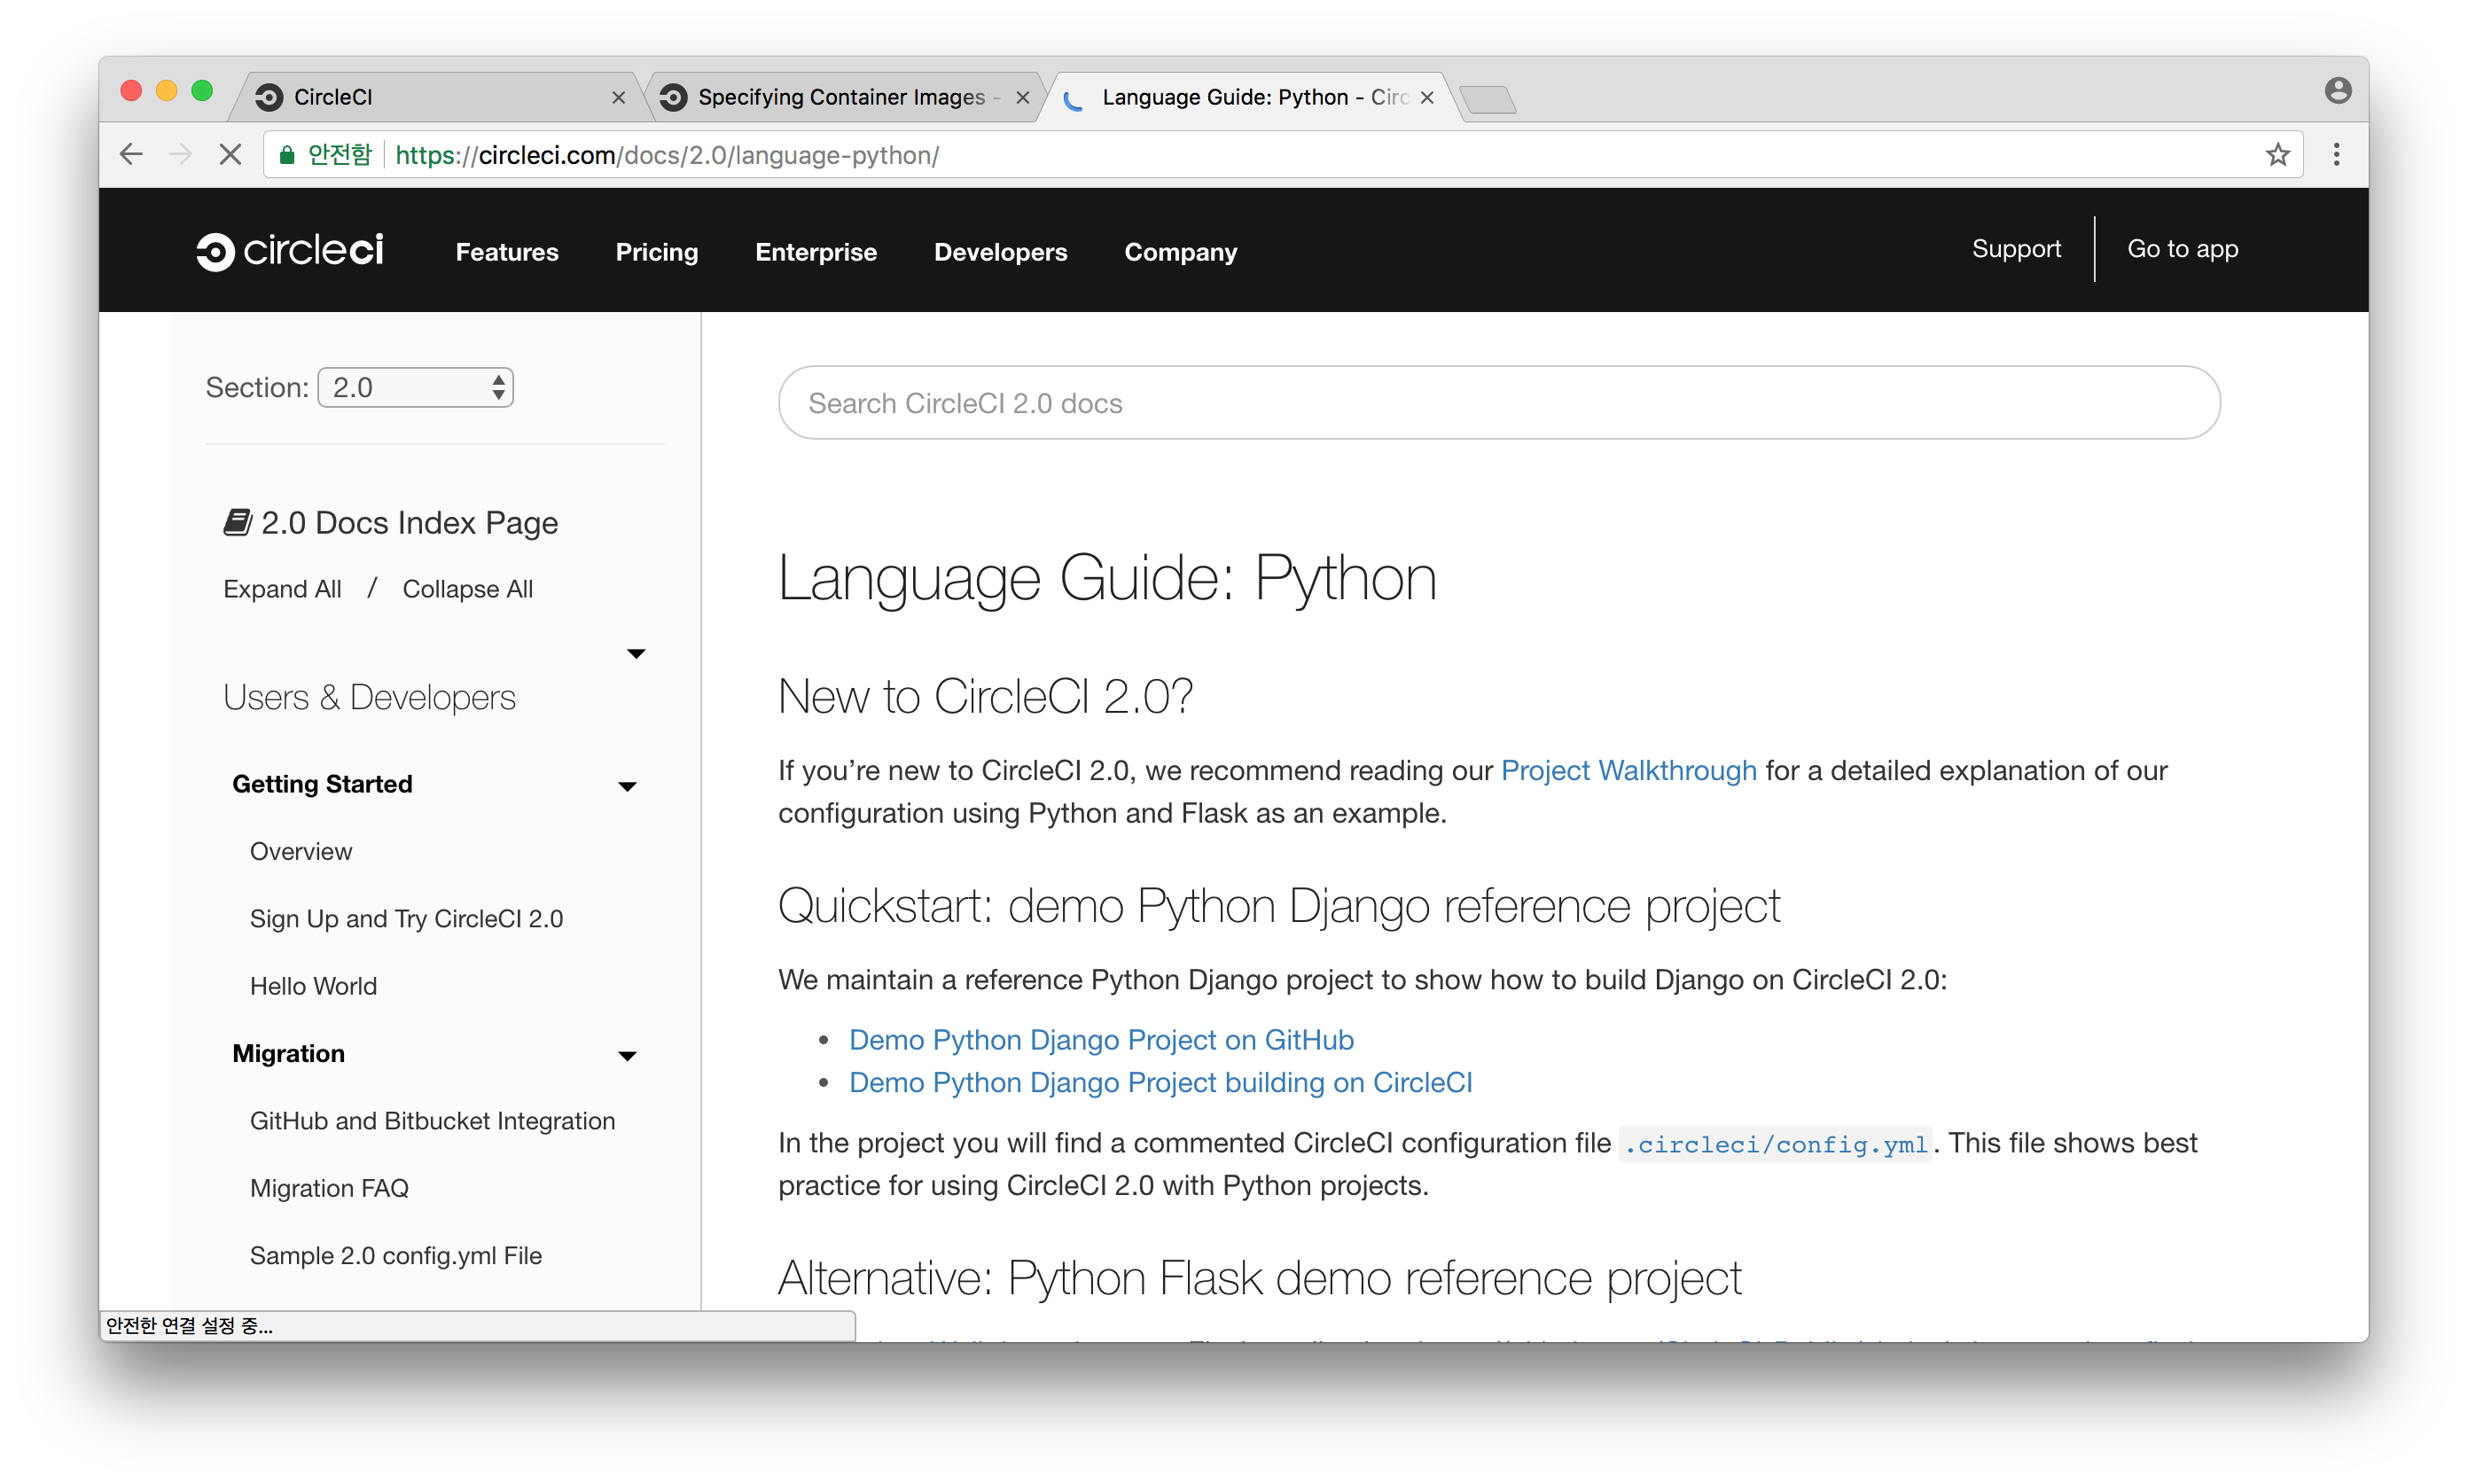 CircleCI
Specifying Container Images -
Language Guide: Python - Circ
안전함
https://circleci.com/docs/2.0/language-python/
circleci
Features
Pricing
Enterprise
Developers
Company
Support
Go to app
Section: 2.0
2.0 Docs Index Page
Expand All / Collapse All
Users & Developers
Getting Started
Overview
Sign Up and Try CircleCI 2.0
Hello World
Migration
GitHub and Bitbucket Integration
Migration FAQ
Sample 2.0 config.yml File
안전한 연결 설정 중...
Search CircleCI 2.0 docs
Language Guide: Python
New to CircleCI 2.0?
If you’re new to CircleCI 2.0, we recommend reading our Project Walkthrough for a detailed explanation of our
configuration using Python and Flask as an example.
Quickstart: demo Python Django reference project
We maintain a reference Python Django project to show how to build Django on CircleCI 2.0:
• Demo Python Django Project on GitHub
• Demo Python Django Project building on CircleCI
In the project you will find a commented CircleCI configuration file .circleci/config.yml. This file shows best
practice for using CircleCI 2.0 with Python projects.
Alternative: Python Flask demo reference project